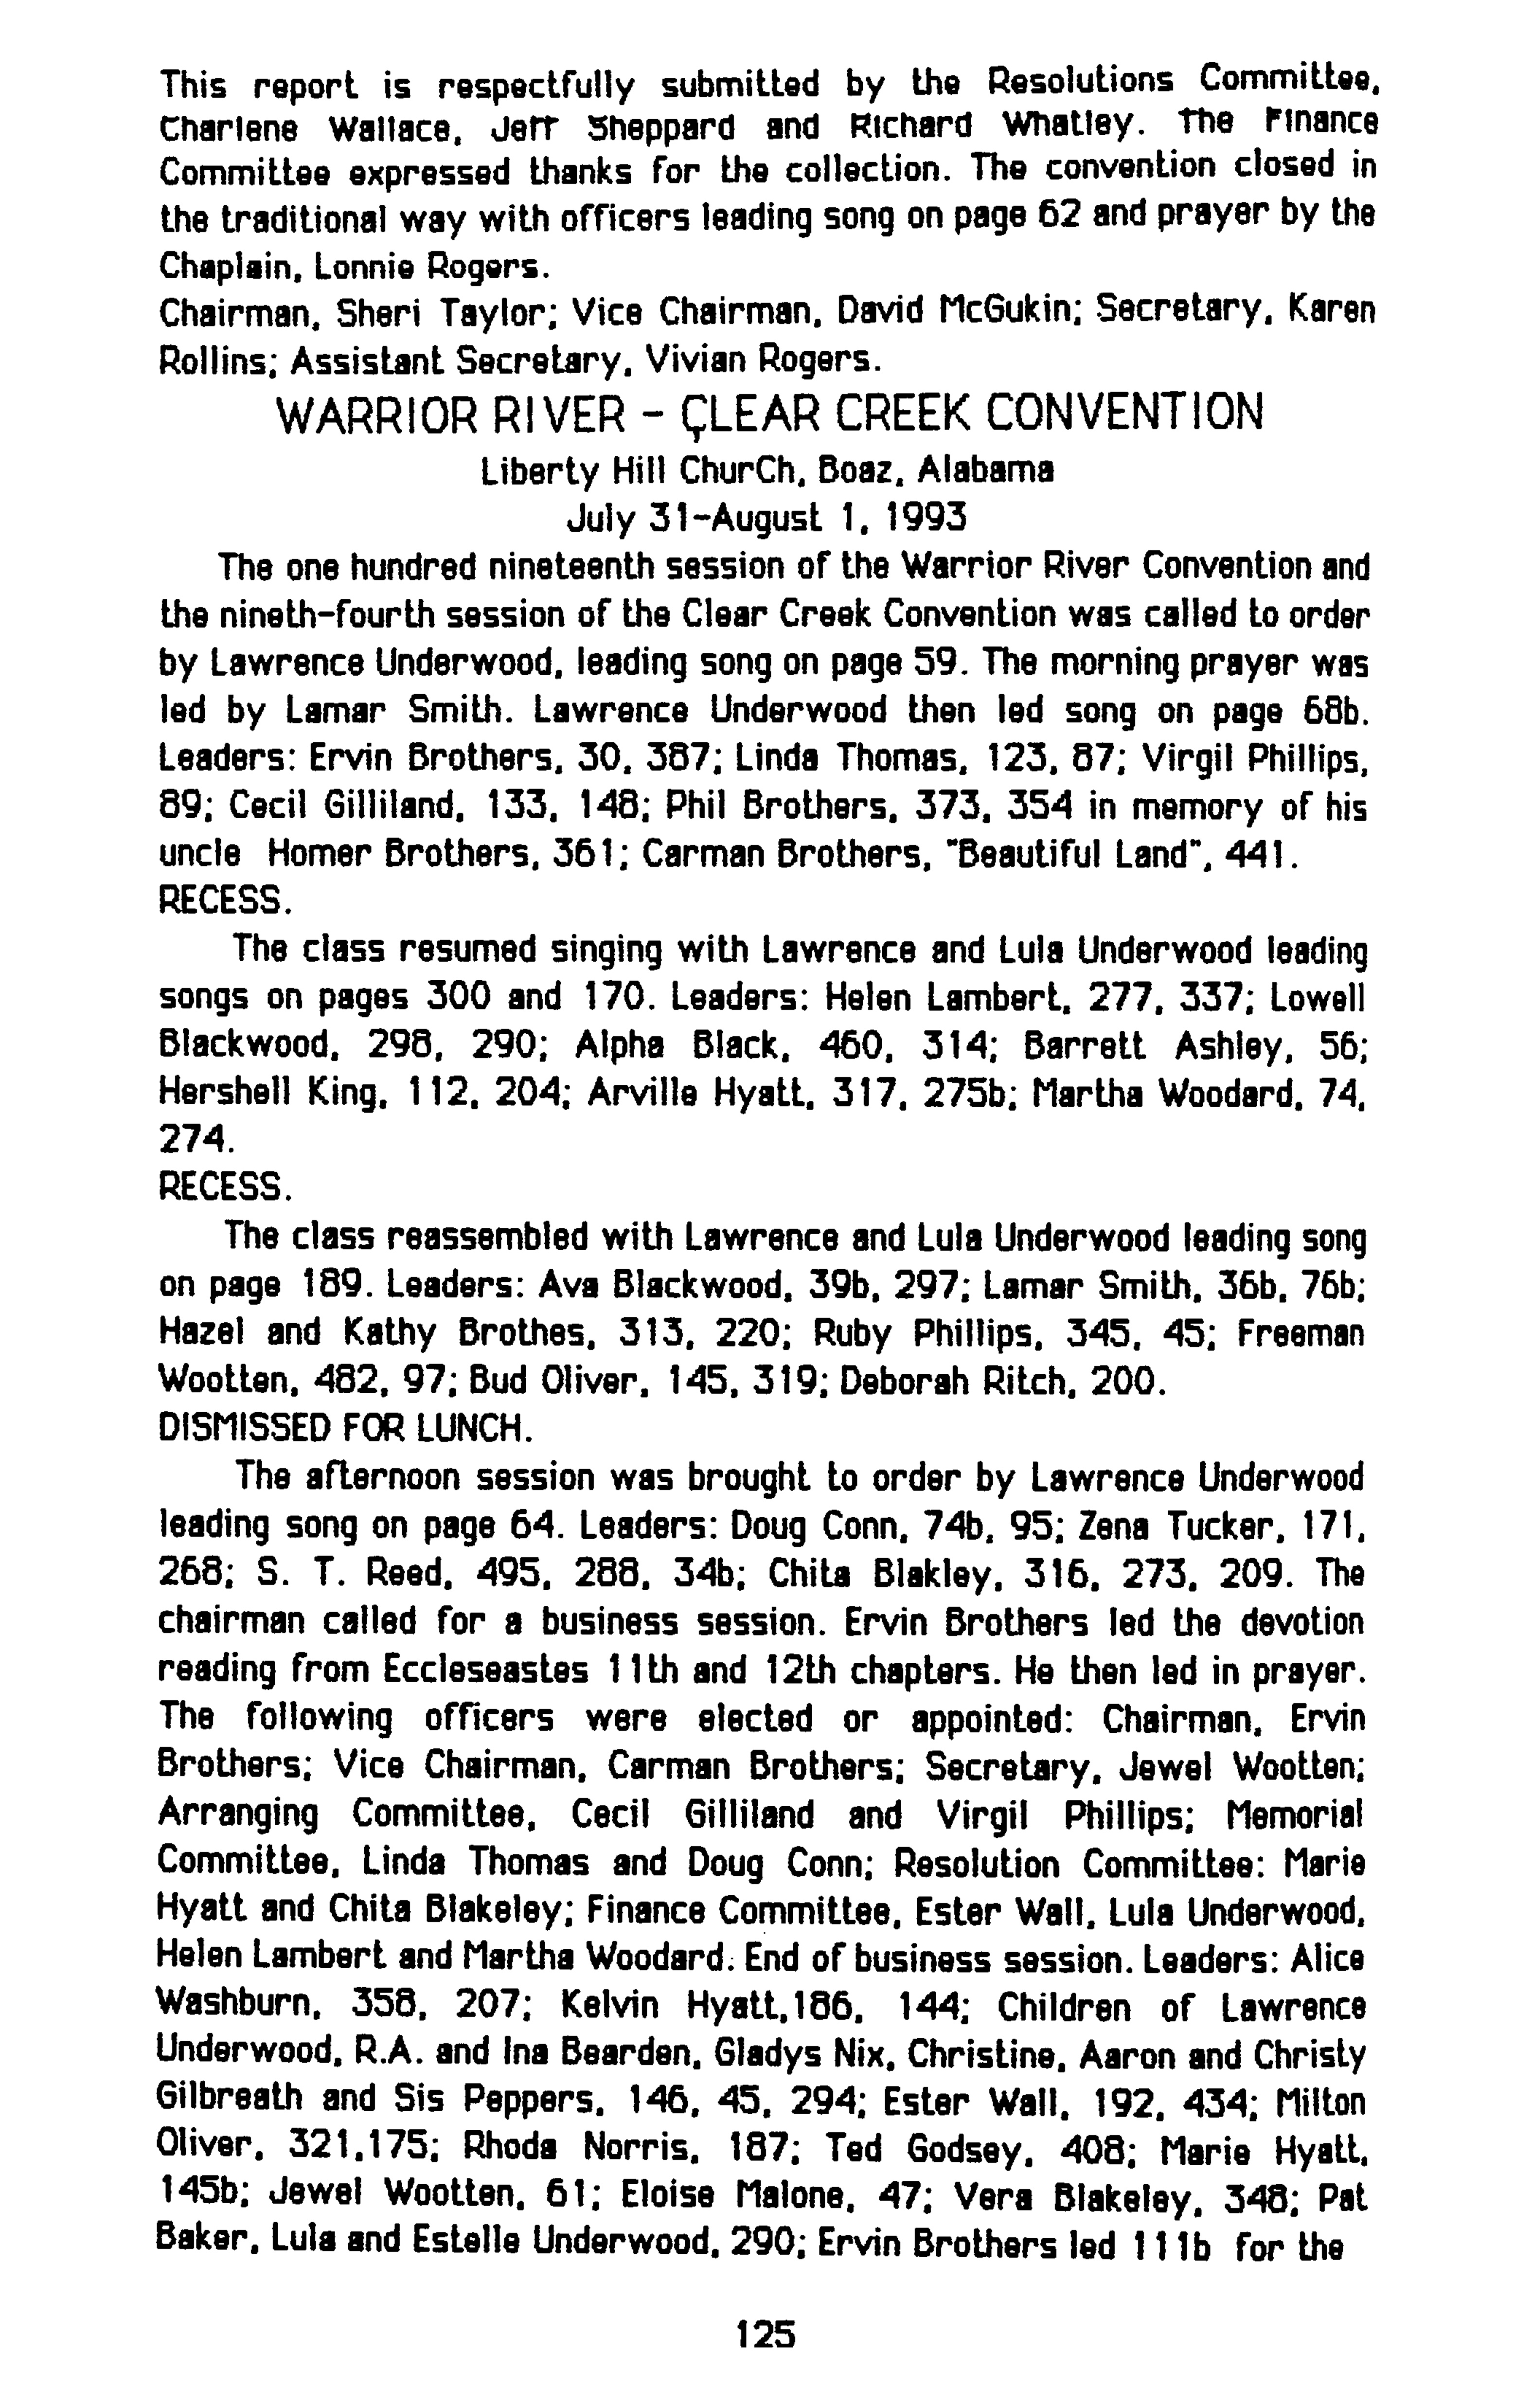 This report is respectfully submitted by the Resolutions Committee,
Charlene Wallace, Jeff Sheppard and Richard Whatley. The Finance
Committee expressed thanks for the collection. The convention closed in
the traditional way with officers leading song on page 62 and prayer by the
Chaplain, Lonnie Rogers.
Chairman, Sheri Taylor; Vice Chairman, David McGukin; Secretary, Karen
Rollins; Assistant Secretary, Vivian Rogers.
WARRIOR RIVER - ÇLEAR CREEK CONVENTION
Liberty Hill ChurCh, Boaz, Alabama
July 31-August 1, 1993
The one hundred nineteenth session of the Warrior River Convention and
the nineth-fourth session of the Clear Creek Convention was called to order
by Lawrence Underwood, leading song on page 59. The morning prayer was
led by Lamar Smith. Lawrence Underwood then led song on page 68b.
Leaders: Ervin Brothers, 30, 387; Linda Thomas, 123, 87; Virgil Phillips,
89; Cecil Gilliland, 133, 148; Phil Brothers, 373, 354 in memory of his
uncle Homer Brothers, 361; Carman Brothers, "Beautiful Land", 441.
RECESS.
The class resumed singing with Lawrence and Lula Underwood leading
songs on pages 300 and 170. Leaders: Helen Lambert, 277, 337; Lowell
Blackwood, 298, 290; Alpha Black, 460, 314; Barrett Ashley, 56;
Hershell King, 112, 204; Arville Hyatt, 317, 275b; Martha Woodard, 74,
274.
RECESS.
The class reassembled with Lawrence and Lula Underwood leading song
on page 189. Leaders: Ava Blackwood, 39b, 297; Lamar Smith, 36b, 76b;
Hazel and Kathy Brothes, 313, 220; Ruby Phillips, 345, 45; Freeman
Wootten, 482, 97; Bud Oliver, 145, 319; Deborah Ritch, 200.
DISMISSED FOR LUNCH.
The afternoon session was brought to order by Lawrence Underwood
leading song on page 64. Leaders: Doug Conn, 74b, 95; Zena Tucker, 171,
268; S. T. Reed, 495, 288, 34b; Chita Blakley, 316, 273, 209. The
chairman called for a business session. Ervin Brothers led the devotion
reading from Eccleseastes 11th and 12th chapters. He then led in prayer.
The following officers were elected or appointed: Chairman, Ervin
Brothers; Vice Chairman, Carman Brothers; Secretary, Jewel Wootten;
Arranging Committee, Cecil Gilliland and Virgil Phillips; Memorial
Committee, Linda Thomas and Doug Conn; Resolution Committee: Marie
Hyatt and Chita Blakeley; Finance Committee, Ester Wall, Lula Underwood,
Helen Lambert and Martha Woodard. End of business session. Leaders: Alice
Washburn, 358, 207; Kelvin Hyatt,186, 144; Children of Lawrence
Underwood, R.A. and Ina Bearden, Gladys Nix, Christine, Aaron and Christy
Gilbreath and Sis Peppers, 146, 45, 294; Ester Wall, 192, 434; Milton
Oliver, 321,175; Rhoda Norris, 187; Ted Godsey, 408; Marie Hyatt,
145b; Jewel Wootten, 61; Eloise Malone, 47; Vera Blakeley, 348; Pat
Baker, Lula and Estelle Underwood, 290; Ervin Brothers led 111b for the
125